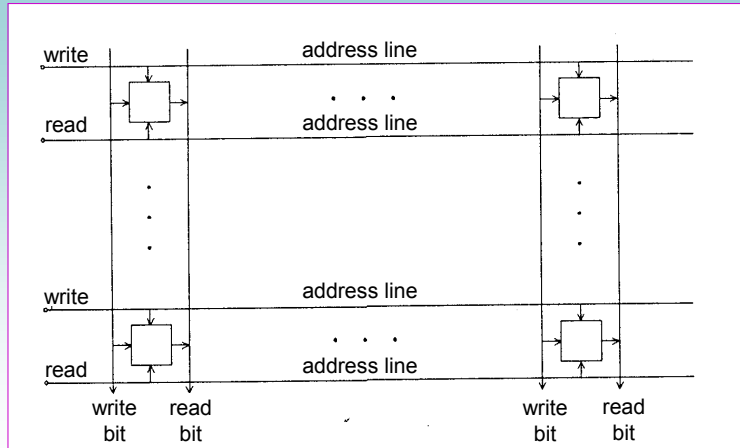 write address line
read address line
write address line
read address line
write read write read
bit bit bit bit